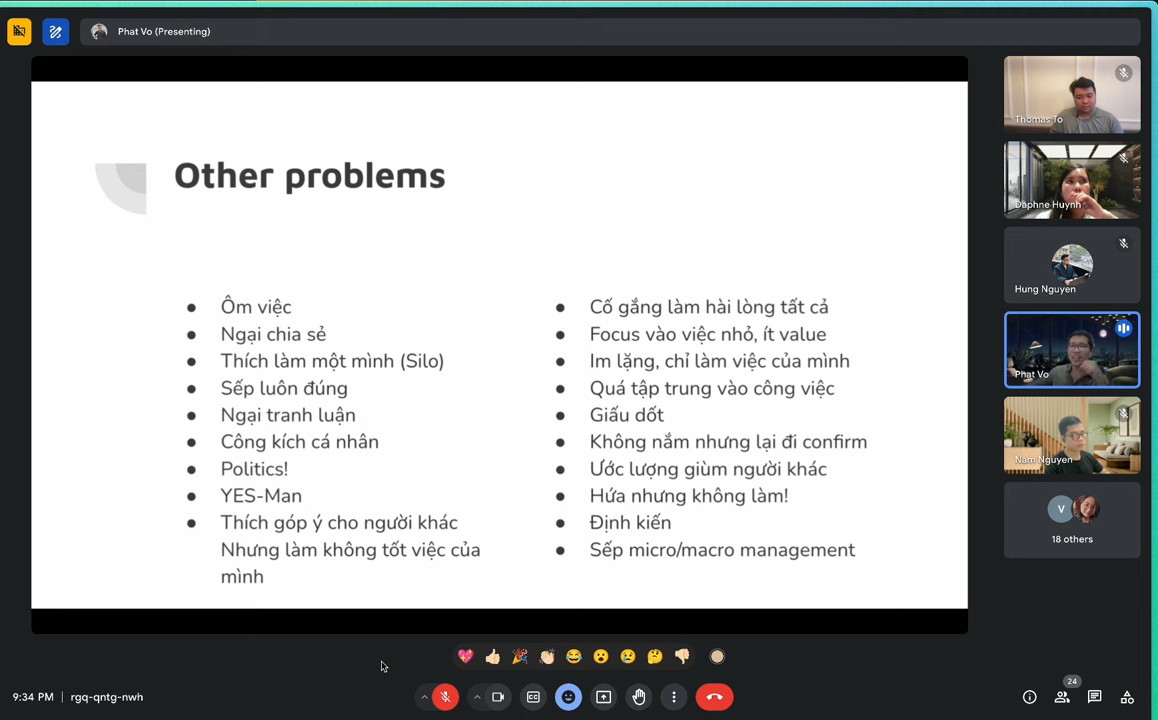 Phat Vo (Presenting)
Other problems
Ôm việc
Ngại chia sẻ
Thích làm một mình (Silo)
Sếp luôn đúng
Ngại tranh luận
Công kích cá nhân
Politics!
YES-Man
Thích góp ý cho người khác
Nhưng làm không tốt việc của
mình
Cố gắng làm hài lòng tất cả
Focus vào việc nhỏ, ít value
Im lặng, chỉ làm việc của mình
Quá tập trung vào công việc
Giấu dốt
Không nắm nhưng lại đi confirm
Ước lượng giùm người khác
Hứa nhưng không làm!
Định kiến
Sếp micro/macro management
Thomas To
Daphne Huynh
Hung Nguyen
Phat Vo
Nam Nguyen
V
18 others
9:34 PM | rgq-qntg-nwh
24